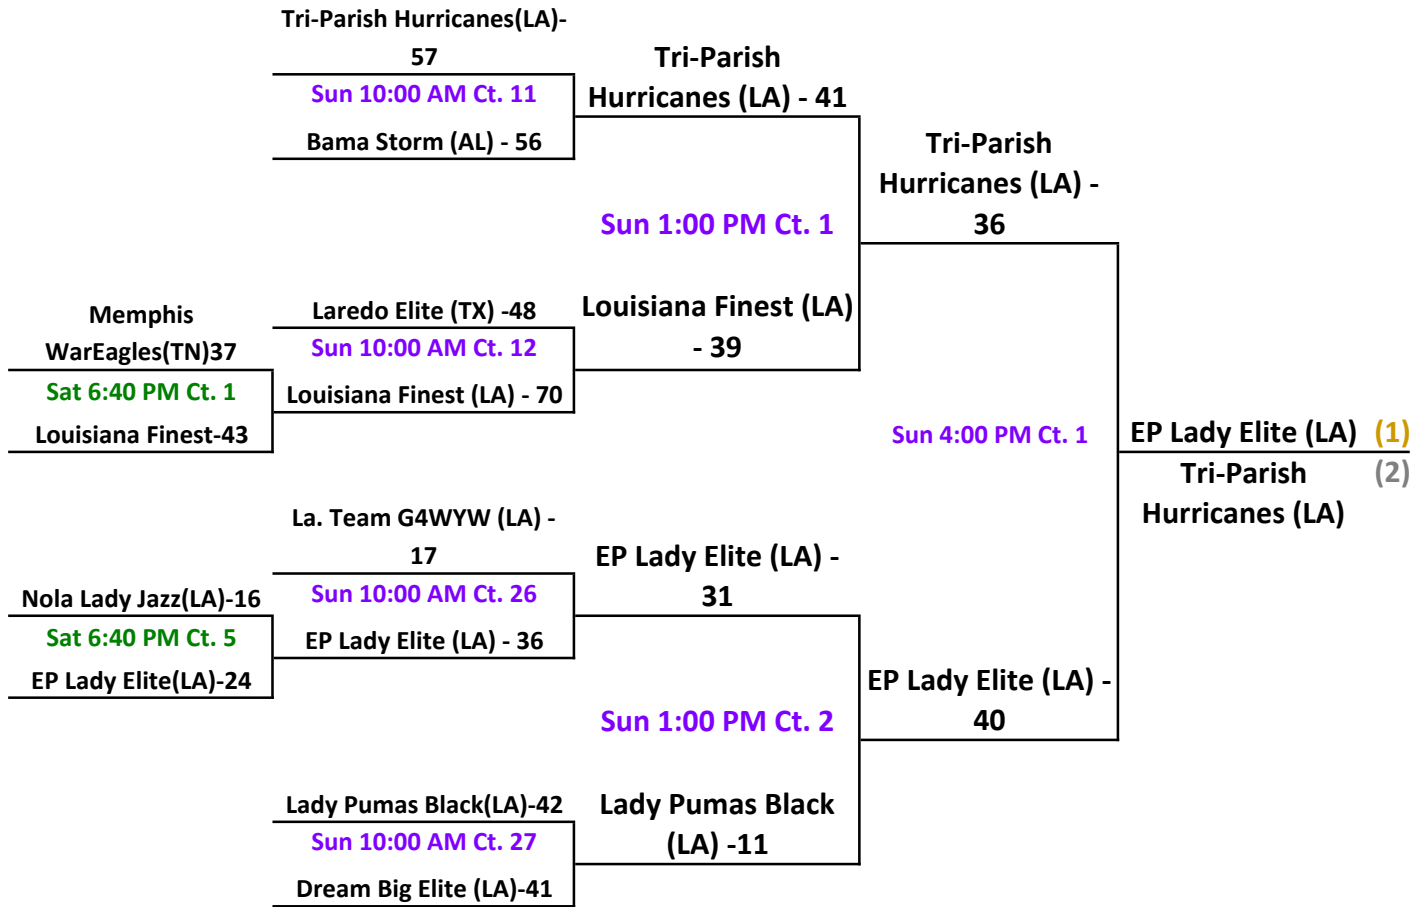 Tri-Parish Hurricanes(LA)-
57
Sun 10:00 AM Ct. 11
Bama Storm (AL) - 56
Tri-Parish
Hurricanes (LA) - 41
Tri-Parish
Hurricanes (LA) -
36
Sun 1:00 PM Ct. 1
Memphis
WarEagles(TN)37
Sat 6:40 PM Ct. 1
Louisiana Finest-43
Laredo Elite (TX) -48
Sun 10:00 AM Ct. 12
Louisiana Finest (LA) - 70
Louisiana Finest (LA)
- 39
Sun 4:00 PM Ct. 1
EP Lady Elite (LA) (1)
Tri-Parish (2)
Hurricanes (LA)
La. Team G4WYW (LA) -
17
Sun 10:00 AM Ct. 26
EP Lady Elite (LA) - 36
Nola Lady Jazz(LA)-16
Sat 6:40 PM Ct. 5
EP Lady Elite(LA)-24
EP Lady Elite (LA) -
31
Sun 1:00 PM Ct. 2
EP Lady Elite (LA) -
40
Lady Pumas Black(LA)-42
Sun 10:00 AM Ct. 27
Dream Big Elite (LA)-41
Lady Pumas Black
(LA) -11